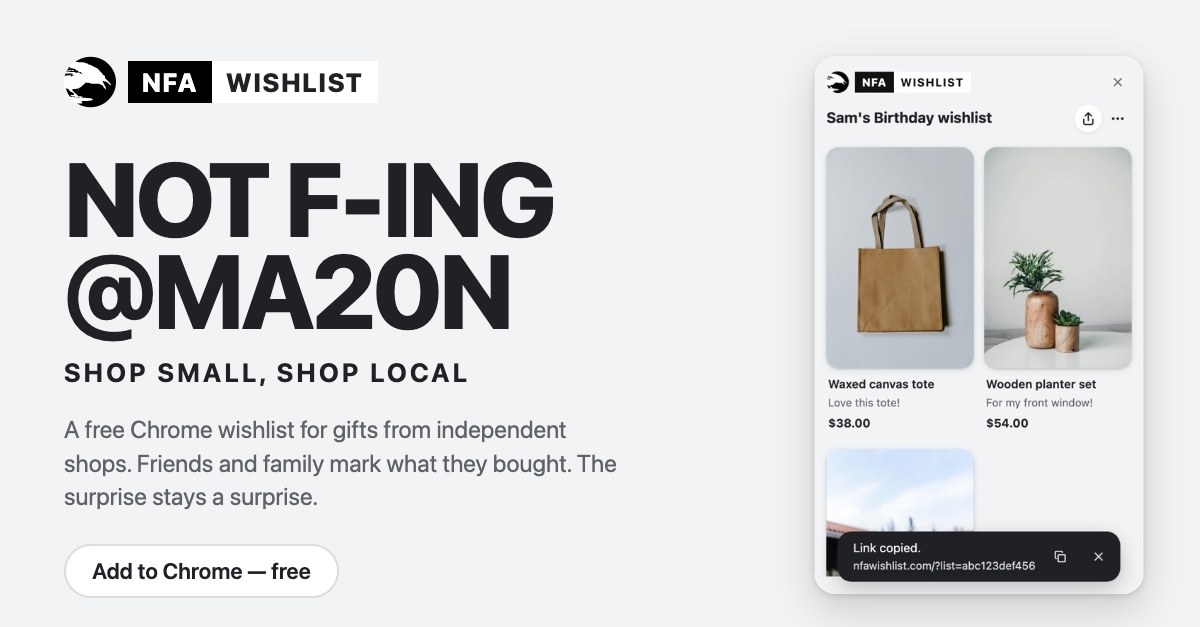 NFA WISHLIST
NOT F-ING
@MA20N
SHOP SMALL, SHOP LOCAL
A free Chrome wishlist for gifts from independent
shops. Friends and family mark what they bought. The
surprise stays a surprise.
Add to Chrome — free
NFA WISHLIST
Sam's Birthday wishlist
Waxed canvas tote
Love this tote!
$38.00
Wooden planter set
For my front window!
$54.00
Link copied.
nfawishlist.com/?list=abc123def456